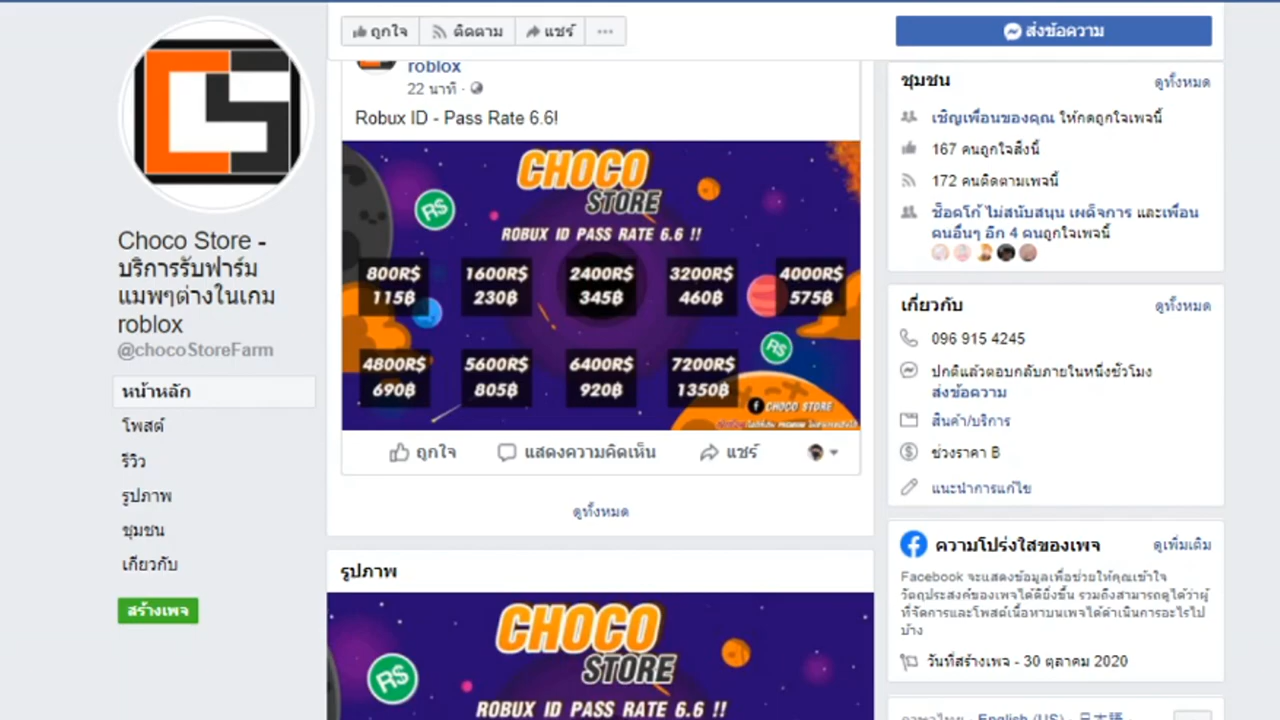 Choco Store -
บริการรับฟาร์ม
แมพๆต่างในเกม
roblox
@chocoStoreFarm
หน้าหลัก
โพสต์
รีวิว
รูปภาพ
ชุมชน
เกี่ยวกับ
สร้างเพจ
ถูกใจ
ติดตาม
แชร์
ส่งข้อความ
roblox
22 นาที ·
Robux ID - Pass Rate 6.6!
CHOCO
STORE
R$
ROBUX ID PASS RATE 6.6 !!
800R$ 1600R$ 2400R$ 3200R$ 4000R$
115฿ 230฿ 345฿ 460฿ 575฿
R$
4800R$ 5600R$ 6400R$ 7200R$
690฿ 805฿ 920฿ 1350฿
CHOCO STORE
ถูกใจ
แสดงความคิดเห็น
แชร์
ดูทั้งหมด
รูปภาพ
CHOCO
STORE
R$
ROBUX ID PASS RATE 6.6 !!
ชุมชน
ดูทั้งหมด
เชิญเพื่อนของคุณ ให้กดถูกใจเพจนี้
167 คนถูกใจสิ่งนี้
172 คนติดตามเพจนี้
ช็อคโก้ ไม่สนับสนุน เผด็จการ และเพื่อน
คนอื่นๆ อีก 4 คนถูกใจเพจนี้
เกี่ยวกับ
ดูทั้งหมด
096 915 4245
ปกติแล้วตอบกลับภายในหนึ่งชั่วโมง
ส่งข้อความ
สินค้า/บริการ
ช่วงราคา ฿
แนะนำการแก้ไข
ความโปร่งใสของเพจ
ดูเพิ่มเติม
Facebook จะแสดงข้อมูลเพื่อช่วยให้คุณเข้าใจ
วัตถุประสงค์ของเพจได้ดียิ่งขึ้น รวมถึงสามารถดูได้ว่าผู้
ที่จัดการและโพสต์เนื้อหาบนเพจได้ดำเนินการอะไรไป
บ้าง
วันที่สร้างเพจ - 30 ตุลาคม 2020
ภาษาไทย · English (US) · 日本語 ·